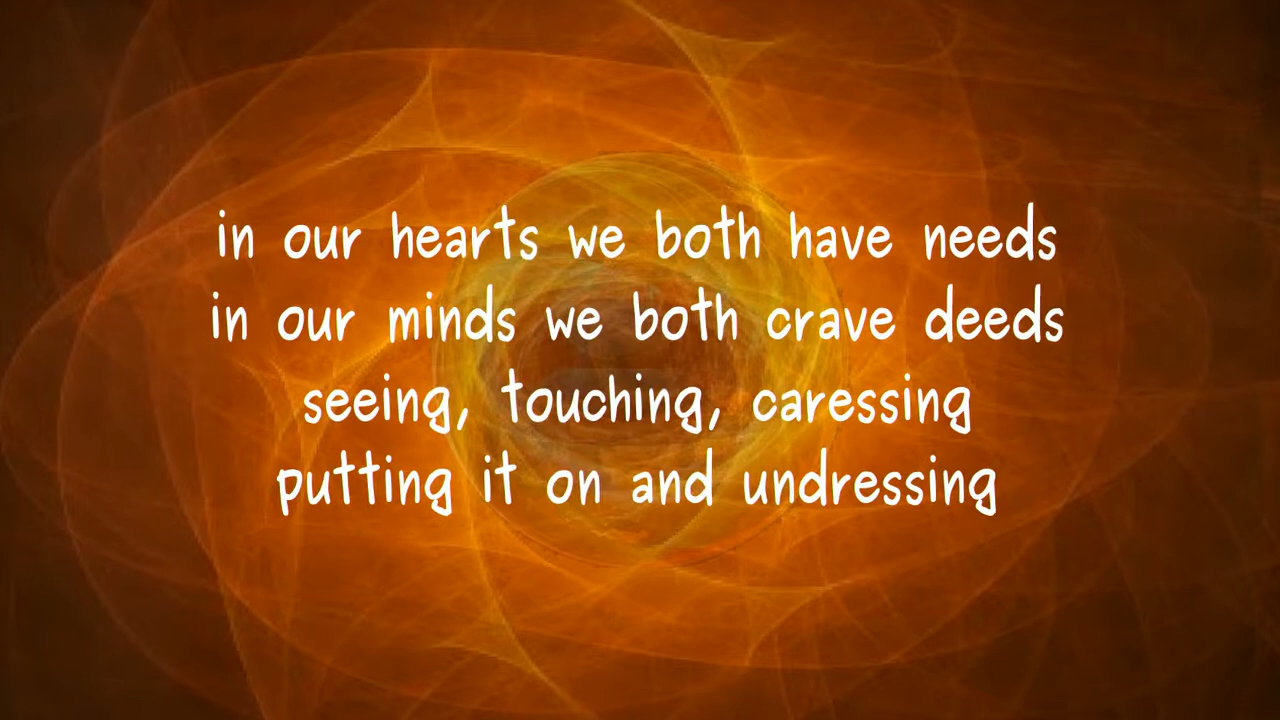 in our hearts we both have needs
in our minds we both crave deeds
seeing, touching, caressing
putting it on and undressing